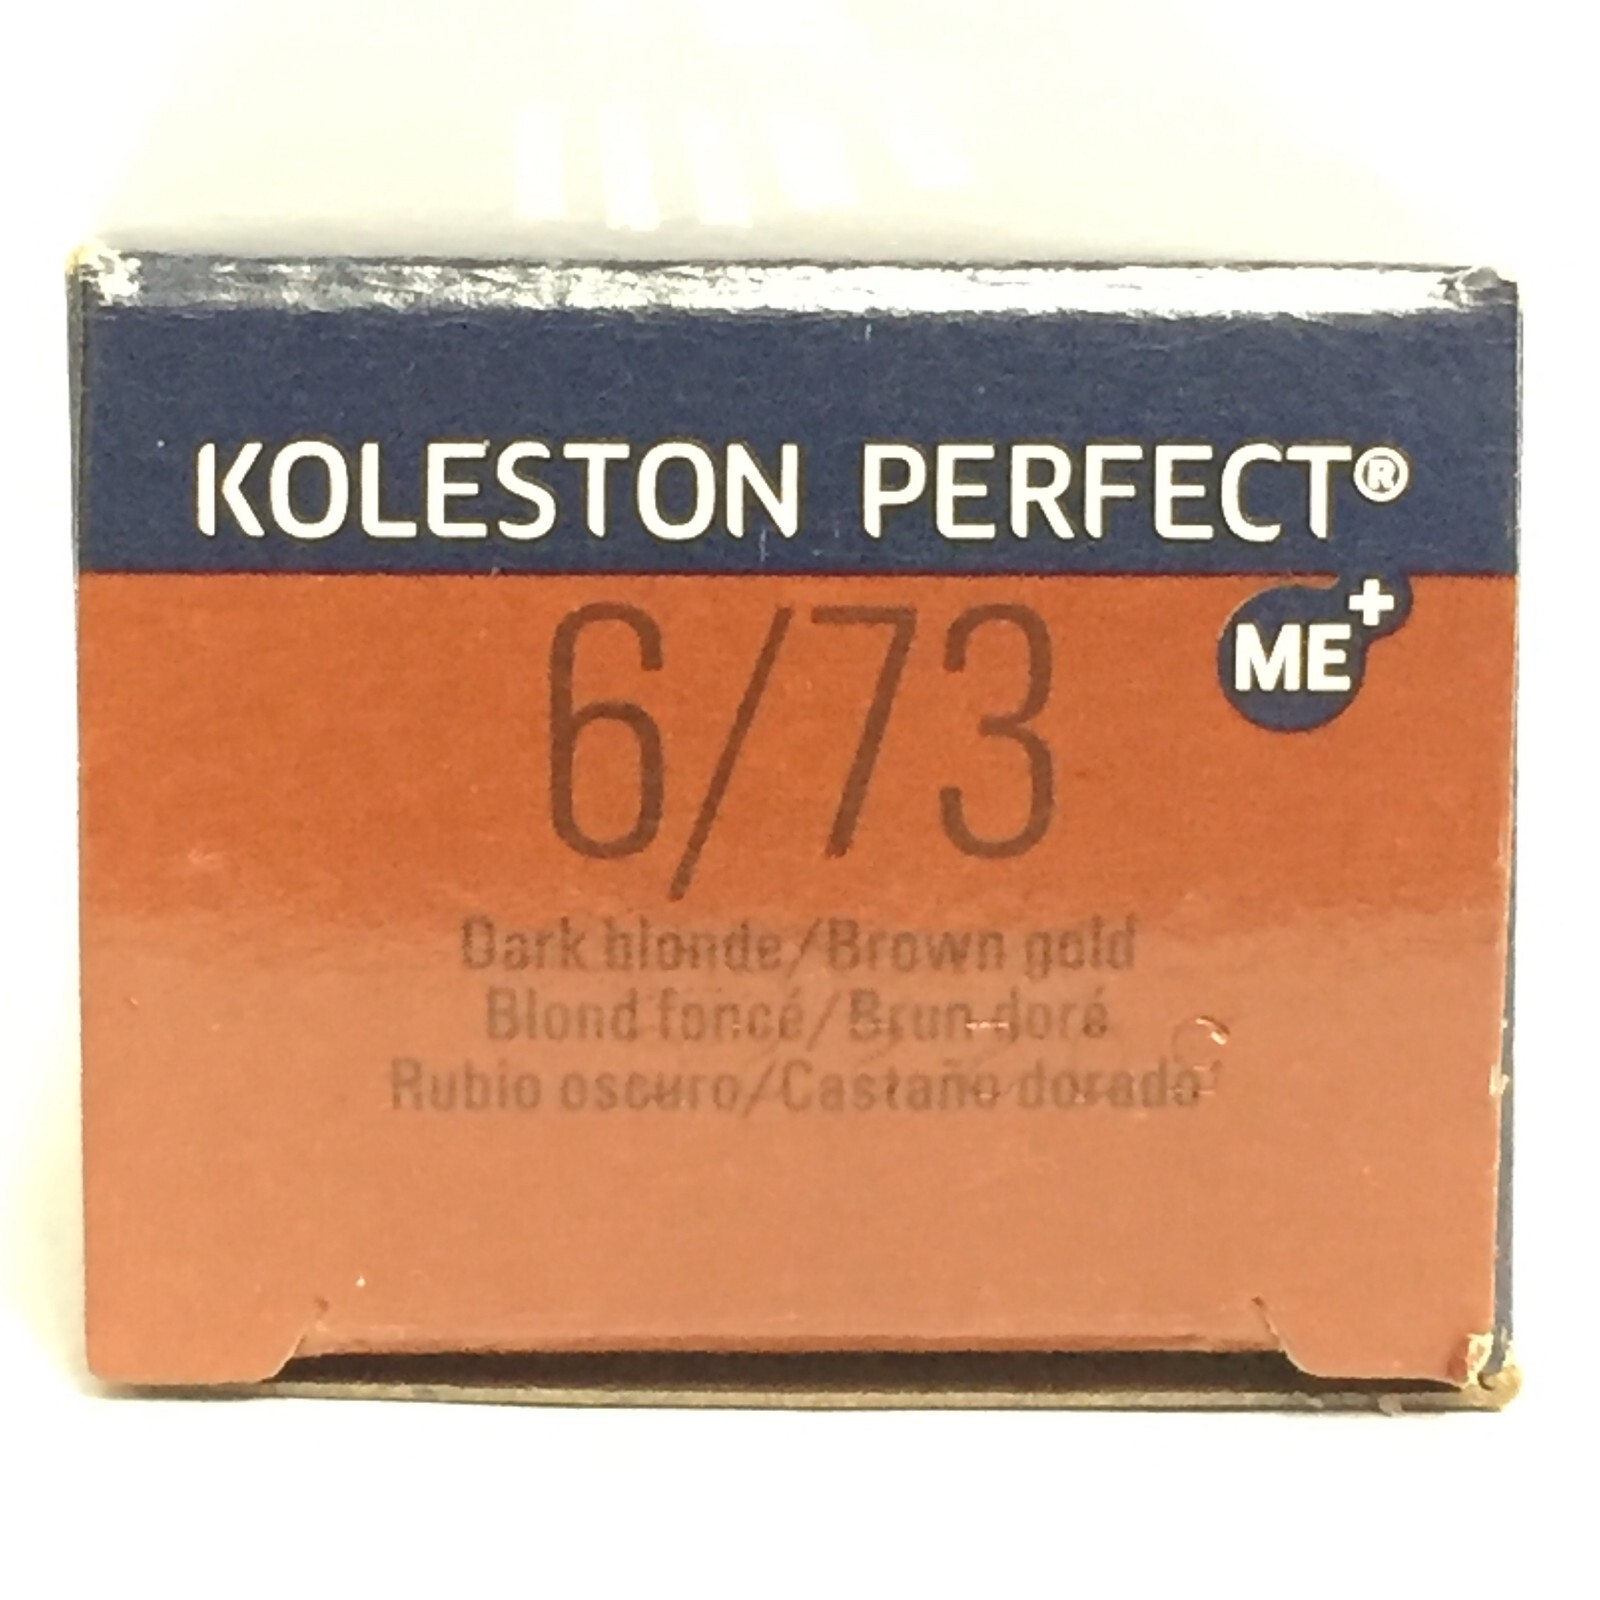 KOLESTON PERFECT®
ME+
6/73
Dark blonde/Brown gold
Blond foncé/Brun doré
Rubio oscuro/Castaño dorado